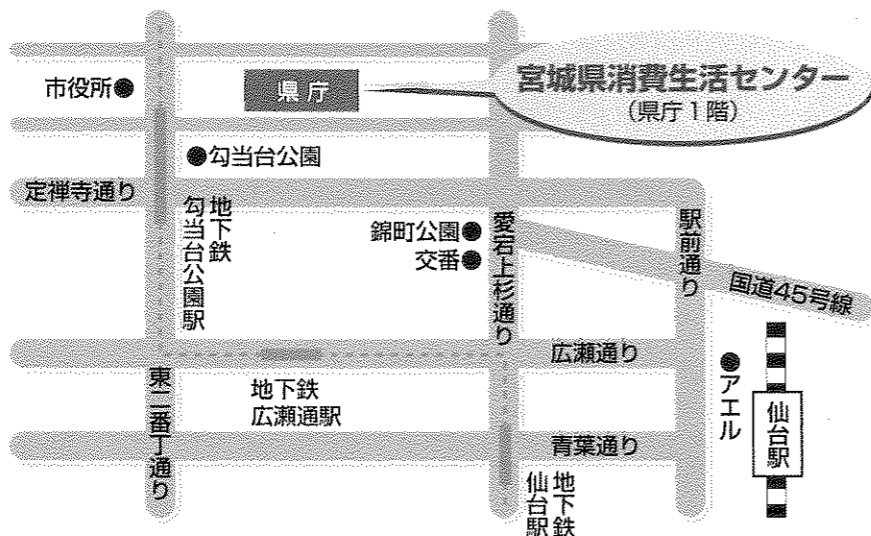 市役所
県庁
宮城県消費生活センター
(県庁1階)
勾当台公園
定禅寺通り
地下鉄
勾当台公園駅
錦町公園
交番
愛宕上杉通り
駅前通り
国道45号線
広瀬通り
アエル
仙台駅
東二番丁通り
地下鉄
広瀬通駅
青葉通り
地下鉄
仙台駅